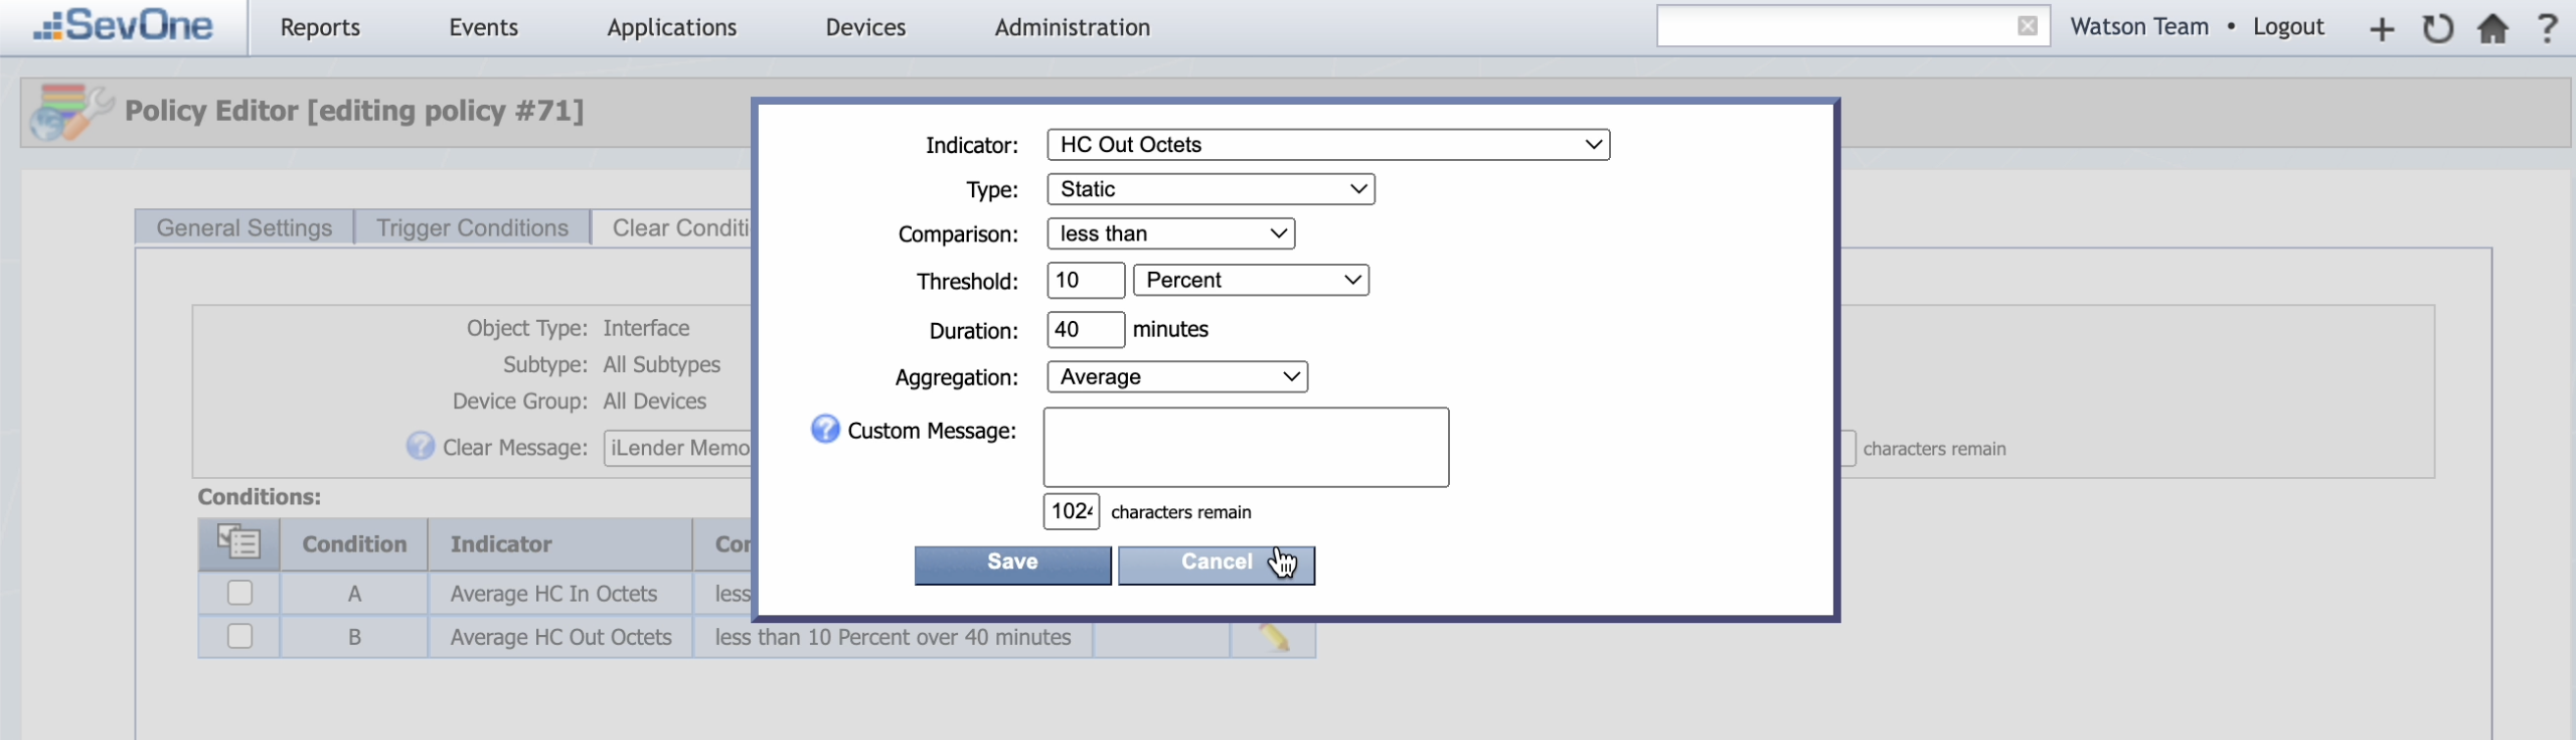 SevOne Reports Events Applications Devices Administration Watson Team • Logout + ?
Policy Editor [editing policy #71]
Indicator: HC Out Octets
Type: Static
Comparison: less than
Threshold: 10 Percent
Duration: 40 minutes
Aggregation: Average
? Custom Message:
1024 characters remain
Save Cancel
General Settings Trigger Conditions Clear Conditi
Object Type: Interface
Subtype: All Subtypes
Device Group: All Devices
? Clear Message: iLender Memo characters remain
Conditions:
Condition Indicator Con
A Average HC In Octets less
B Average HC Out Octets less than 10 Percent over 40 minutes